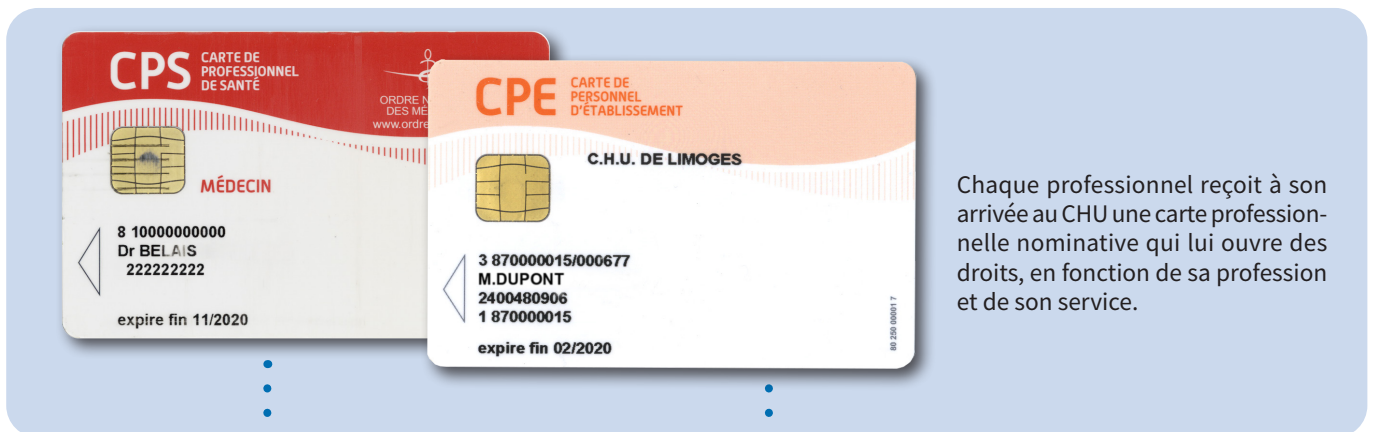 CPS
CARTE DE
PROFESSIONNEL
DE SANTÉ
ORDRE N
DES MÉ
www.ordre
MÉDECIN
8 10000000000
Dr BELAIS
222222222
expire fin 11/2020
CPE
CARTE DE
PERSONNEL
D'ÉTABLISSEMENT
C.H.U. DE LIMOGES
3 870000015/000677
M.DUPONT
2400480906
1 870000015
expire fin 02/2020
80 250 00001 7
Chaque professionnel reçoit à son
arrivée au CHU une carte profession-
nelle nominative qui lui ouvre des
droits, en fonction de sa profession
et de son service.